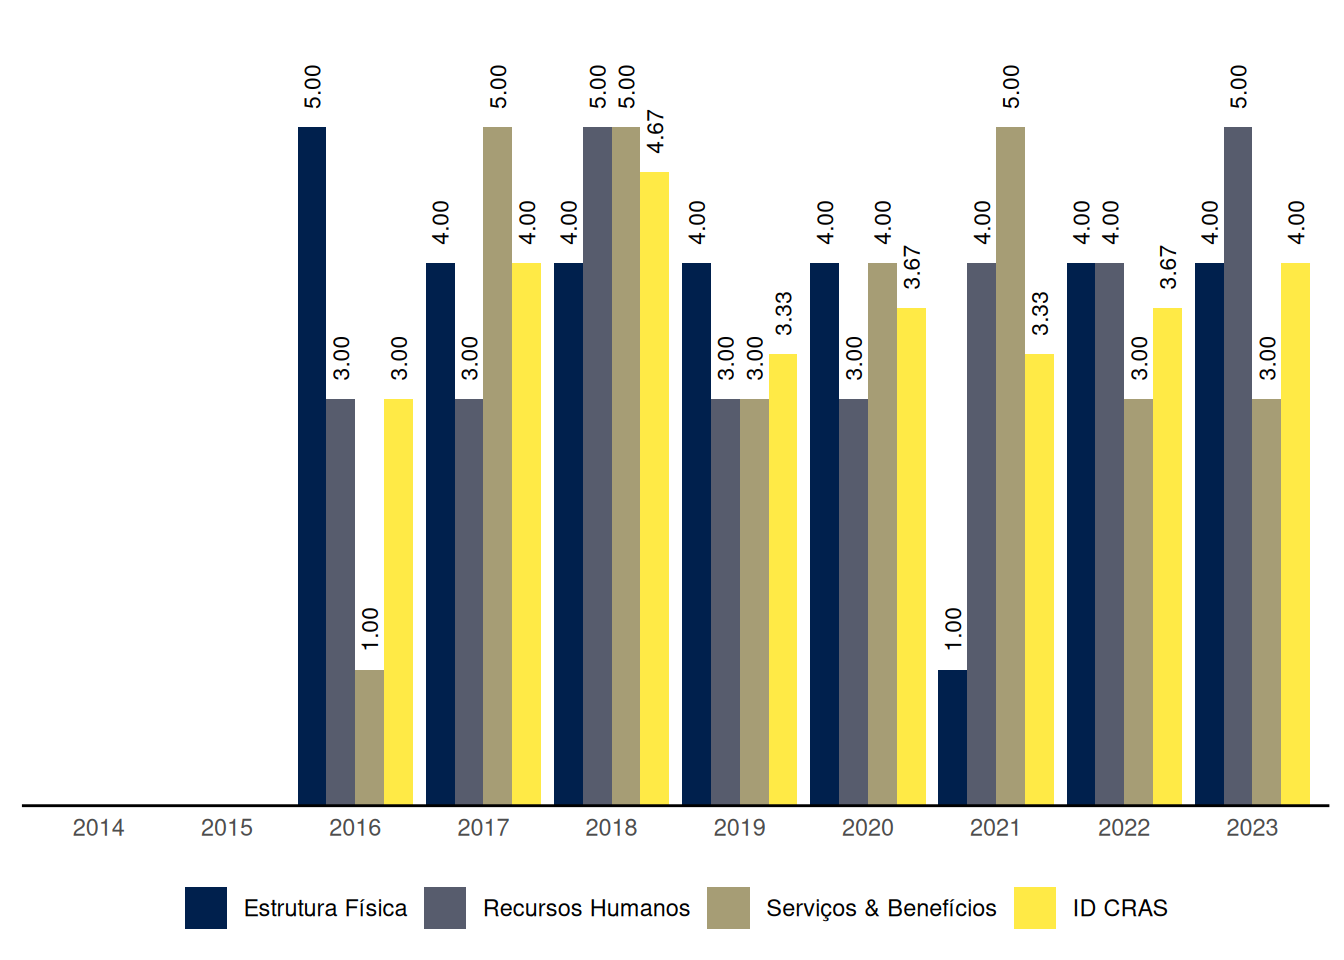 5.00 5.00 5.00 5.00 5.00 5.00
4.67
4.00 4.00 4.00 4.00 4.00 4.00 4.00 4.00 4.00 4.00 4.00
3.67 3.67
3.33 3.33
3.00 3.00 3.00 3.00 3.00 3.00 3.00 3.00
1.00 1.00
2014 2015 2016 2017 2018 2019 2020 2021 2022 2023
Estrutura Física Recursos Humanos Serviços & Benefícios ID CRAS